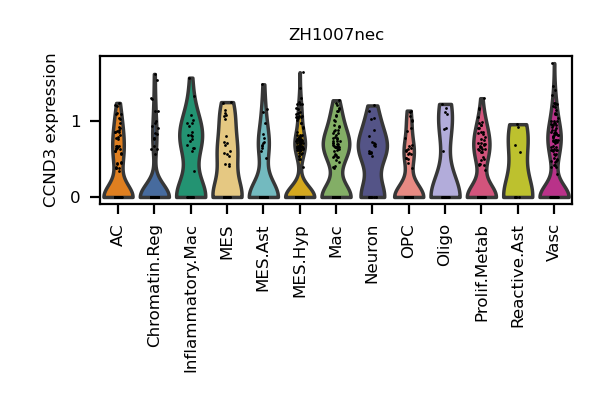 ZH1007nec
CCND3 expression
1
0
AC
Chromatin.Reg
Inflammatory.Mac
MES
MES.Ast
MES.Hyp
Mac
Neuron
OPC
Oligo
Prolif.Metab
Reactive.Ast
Vasc